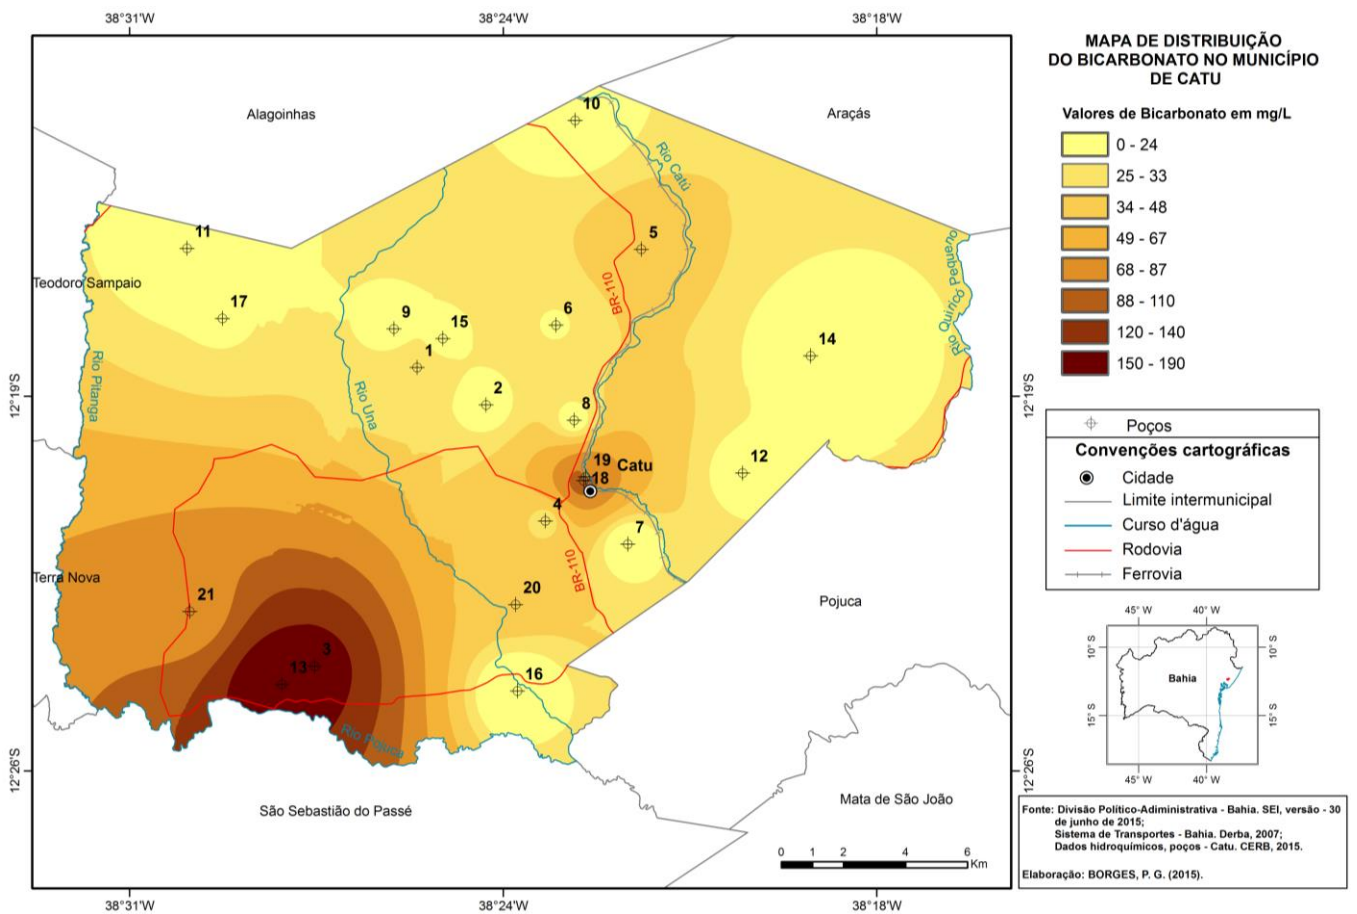 38°31'W
38°24'W
38°18'W
MAPA DE DISTRIBUIÇÃO
DO BICARBONATO NO MUNICÍPIO
DE CATU
Valores de Bicarbonato em mg/L
0 - 24
25 - 33
34 - 48
49 - 67
68 - 87
88 - 110
120 - 140
150 - 190
Alagoinhas
Araçás
10
Rio Catú
11
5
Rio Quiricó Pequeno
Teodoro Sampaio
BR-110
17
9
15
6
14
1
Rio Pitanga
Rio Una
2
8
12°19'S
12°19'S
19
Catu
18
12
4
7
BR-110
Terra Nova
21
20
Pojuca
3
13
16
Rio Pojuca
12°26'S
12°26'S
São Sebastião do Passé
Mata de São João
0 1 2 4 6
Km
38°31'W
38°24'W
38°18'W
Poços
Convenções cartográficas
Cidade
Limite intermunicipal
Curso d'água
Rodovia
Ferrovia
45° W
40° W
10° S
10° S
Bahia
15° S
15° S
45° W
40° W
Fonte: Divisão Político-Adiministrativa - Bahia. SEI, versão - 30
de junho de 2015;
Sistema de Transportes - Bahia. Derba, 2007;
Dados hidroquímicos, poços - Catu. CERB, 2015.
Elaboração: BORGES, P. G. (2015).